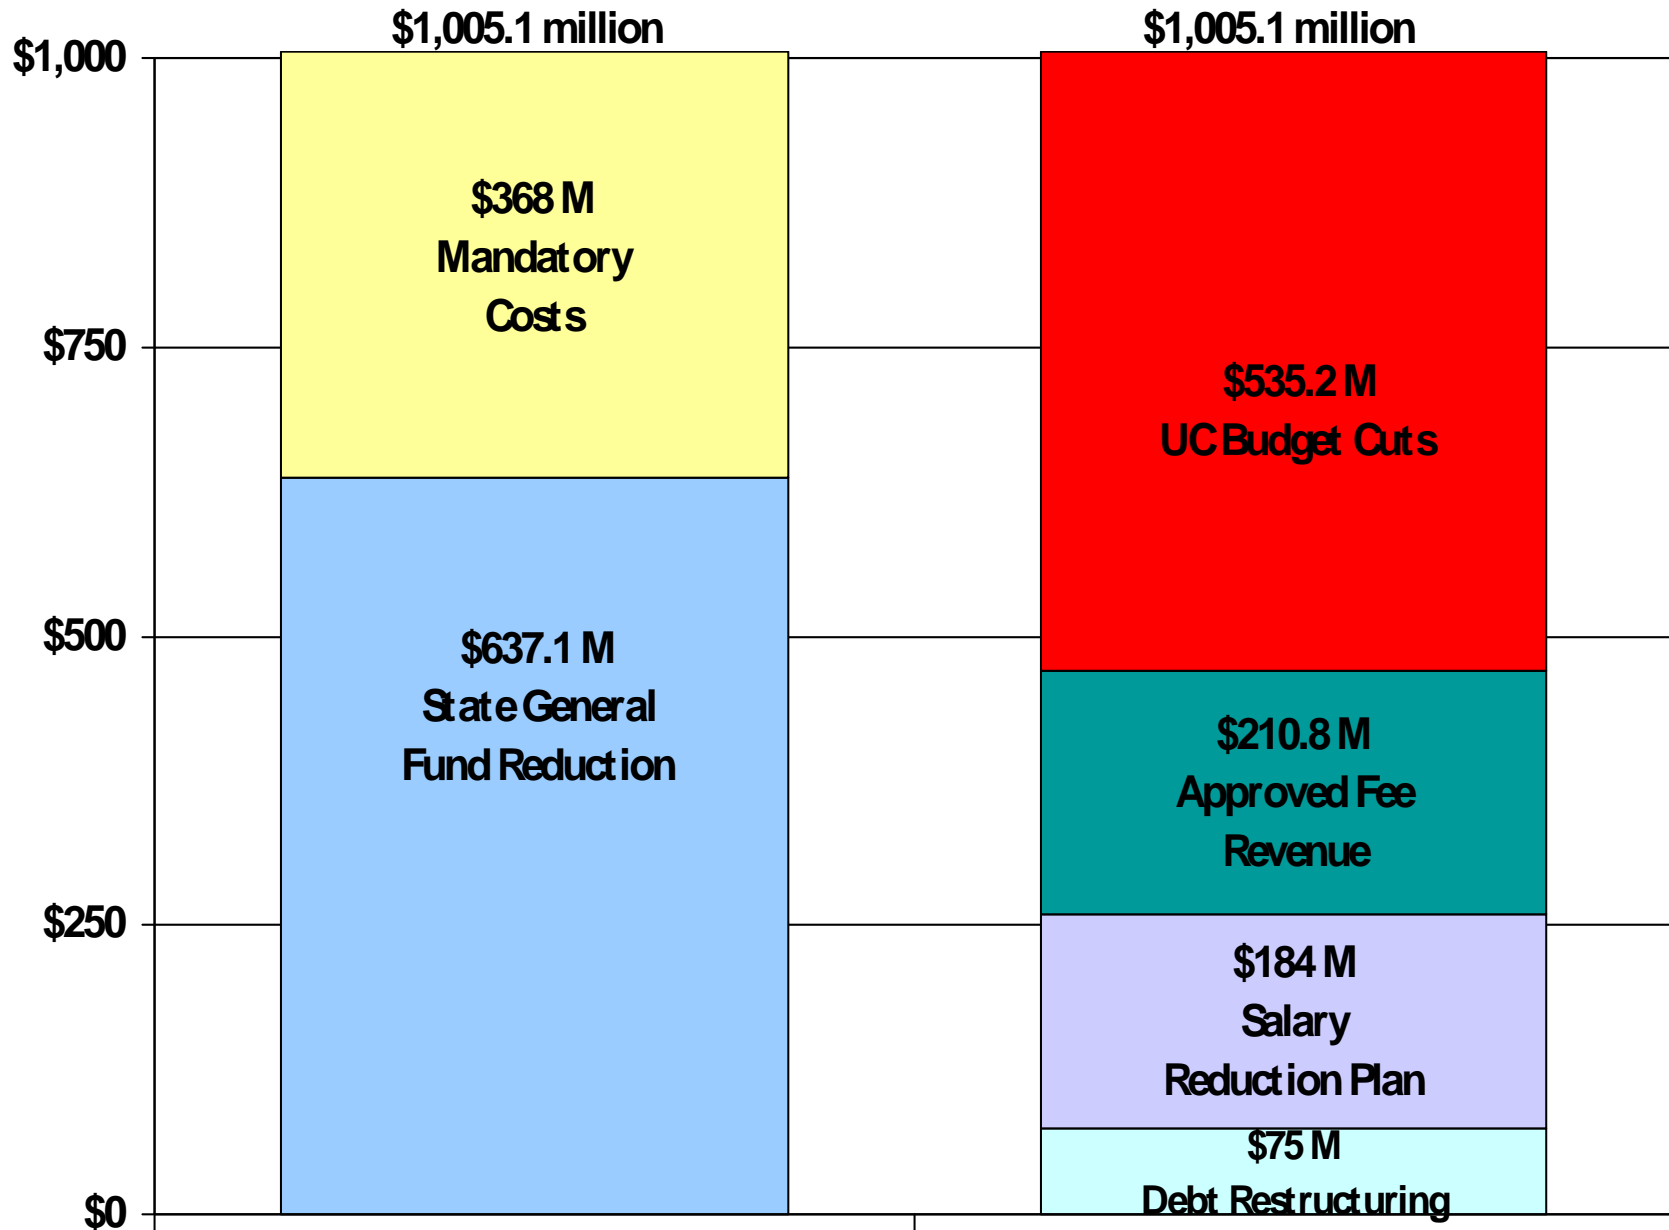 $1,005.1 million
$1,005.1 million
$1,000
$750
$500
$250
$0
$368 M
Mandatory
Costs
$637.1 M
State General
Fund Reduction
$535.2 M
UC Budget Cuts
$210.8 M
Approved Fee
Revenue
$184 M
Salary
Reduction Plan
$75 M
Debt Restructuring